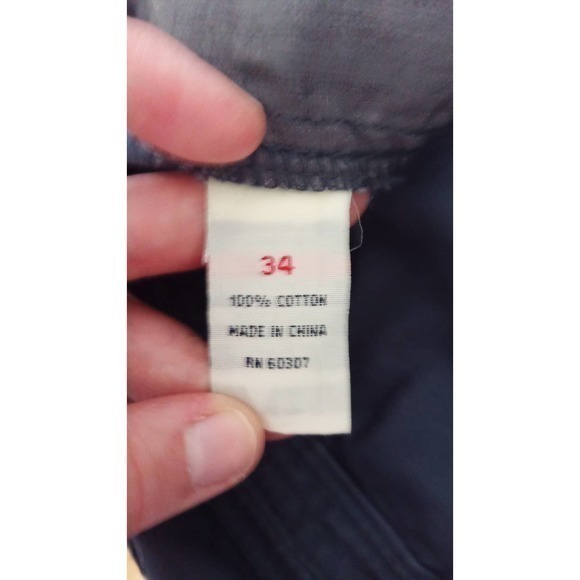 34
100% COTTON
MADE IN CHINA
RN 60307